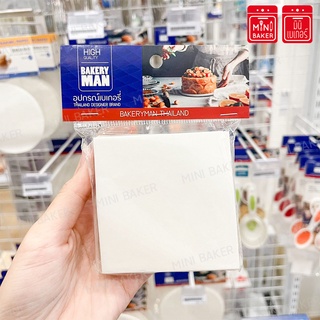 MINI
BAKER
มินิ
เบเกอร์
HIGH
QUALITY
BAKERY
MAN
อุปกรณ์เบเกอรี่
THAILAND DESIGNER BRAND
BAKERYMAN THAILAND
MINI BAKER
MINI BAKER